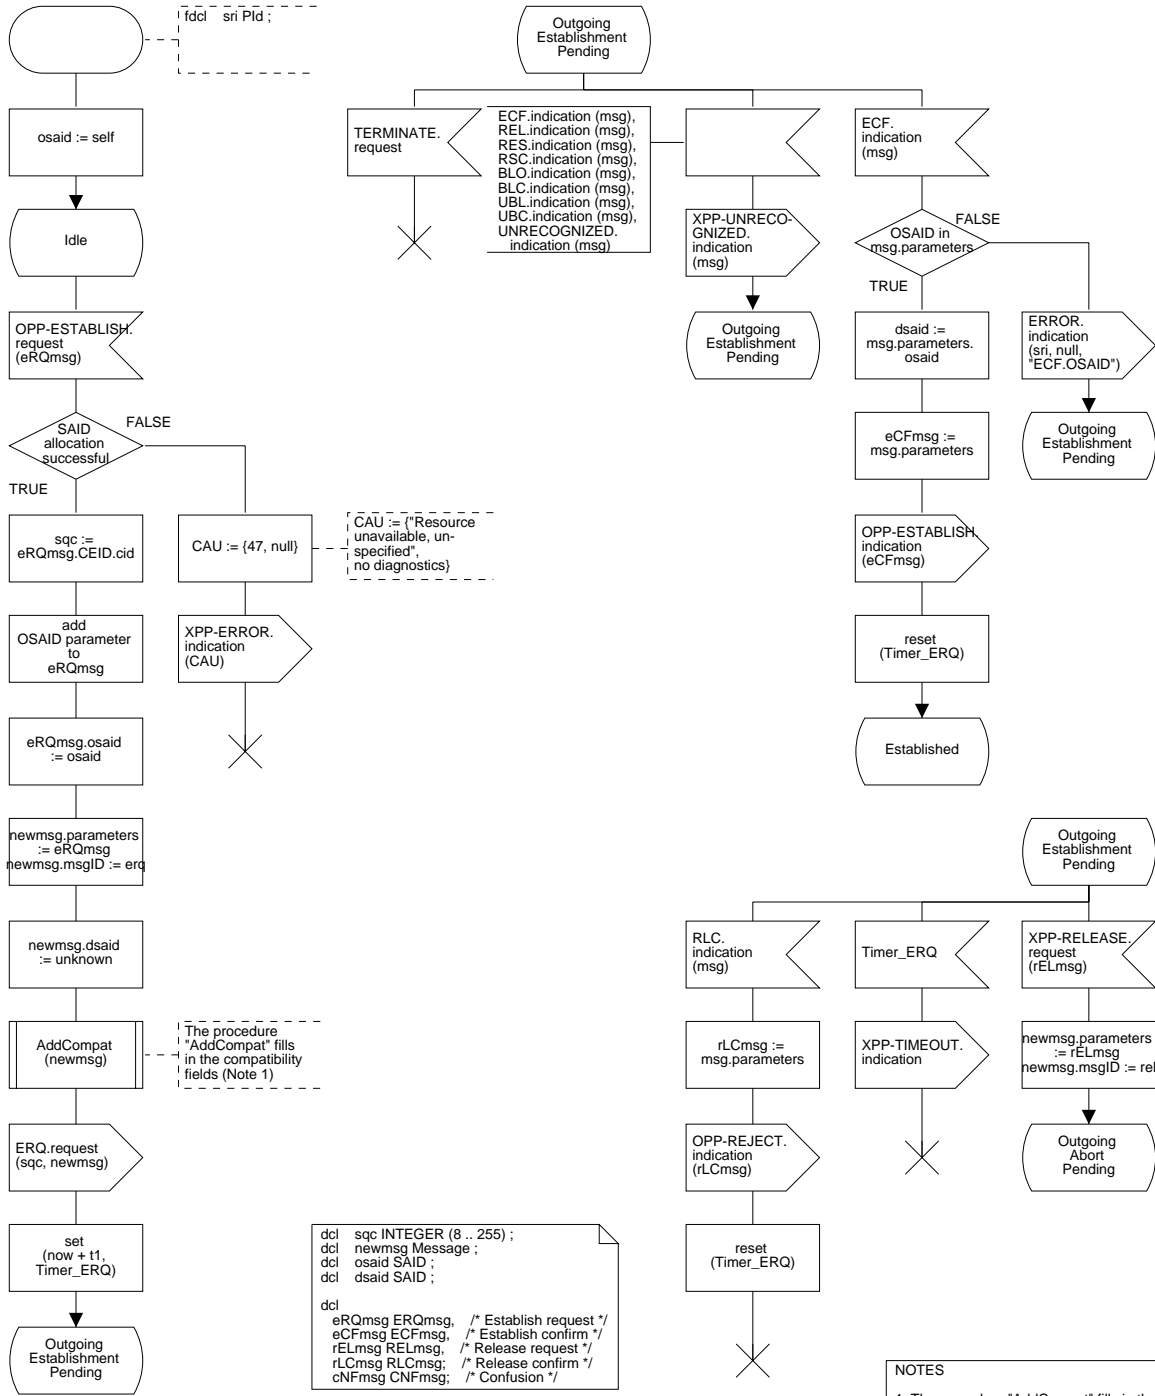 fdcl sri PId ;
osaid := self
Idle
OPP-ESTABLISH.
request
(eRQmsg)
SAID
allocation
successful
FALSE
TRUE
sqc :=
eRQmsg.CEID.cid
CAU := {47, null}
CAU := {"Resource
unavailable, un-
specified",
no diagnostics}
add
OSAID parameter
to
eRQmsg
XPP-ERROR.
indication
(CAU)
eRQmsg.osaid
:= osaid
newmsg.parameters
:= eRQmsg
newmsg.msgID := erq
newmsg.dsaid
:= unknown
AddCompat
(newmsg)
The procedure
"AddCompat" fills
in the compatibility
fields (Note 1)
ERQ.request
(sqc, newmsg)
set
(now + t1,
Timer_ERQ)
Outgoing
Establishment
Pending
Outgoing
Establishment
Pending
TERMINATE.
request
ECF.indication (msg),
REL.indication (msg),
RES.indication (msg),
RSC.indication (msg),
BLO.indication (msg),
BLC.indication (msg),
UBL.indication (msg),
UBC.indication (msg),
UNRECOGNIZED.
indication (msg)
XPP-UNRECO-
GNIZED.
indication
(msg)
Outgoing
Establishment
Pending
ECF.
indication
(msg)
OSAID in
msg.parameters
FALSE
TRUE
dsaid :=
msg.parameters.
osaid
ERROR.
indication
(sri, null,
"ECF.OSAID")
eCFmsg :=
msg.parameters
Outgoing
Establishment
Pending
OPP-ESTABLISH.
indication
(eCFmsg)
reset
(Timer_ERQ)
Established
Outgoing
Establishment
Pending
RLC.
indication
(msg)
Timer_ERQ
XPP-RELEASE.
request
(rELmsg)
rLCmsg :=
msg.parameters
XPP-TIMEOUT.
indication
newmsg.parameters
:= rELmsg
newmsg.msgID := rel
OPP-REJECT.
indication
(rLCmsg)
Outgoing
Abort
Pending
reset
(Timer_ERQ)
dcl sqc INTEGER (8 .. 255) ;
dcl newmsg Message ;
dcl osaid SAID ;
dcl dsaid SAID ;
dcl
eRQmsg ERQmsg, /* Establish request */
eCFmsg ECFmsg, /* Establish confirm */
rELmsg RELmsg, /* Release request */
rLCmsg RLCmsg; /* Release confirm */
cNFmsg CNFmsg; /* Confusion */
NOTES